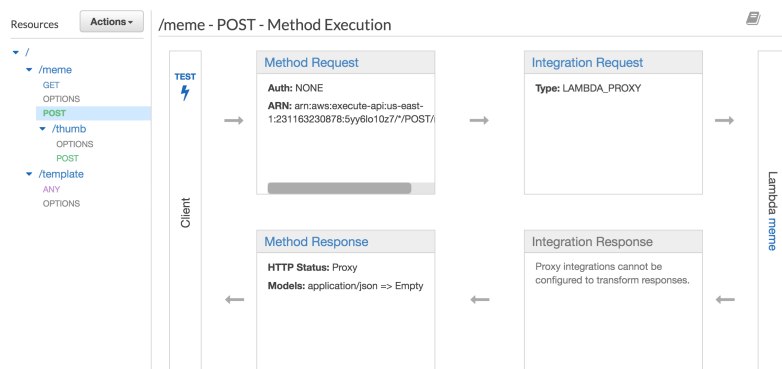 Resources
Actions
/meme - POST - Method Execution
/
/meme
GET
OPTIONS
POST
/thumb
OPTIONS
POST
/template
ANY
OPTIONS
TEST
Client
Method Request
Auth: NONE
ARN: arn:aws:execute-api:us-east-
1:231163230878:5yy6lo10z7/*/POST/
Integration Request
Type: LAMBDA_PROXY
Lambda meme
Method Response
HTTP Status: Proxy
Models: application/json => Empty
Integration Response
Proxy integrations cannot be
configured to transform responses.